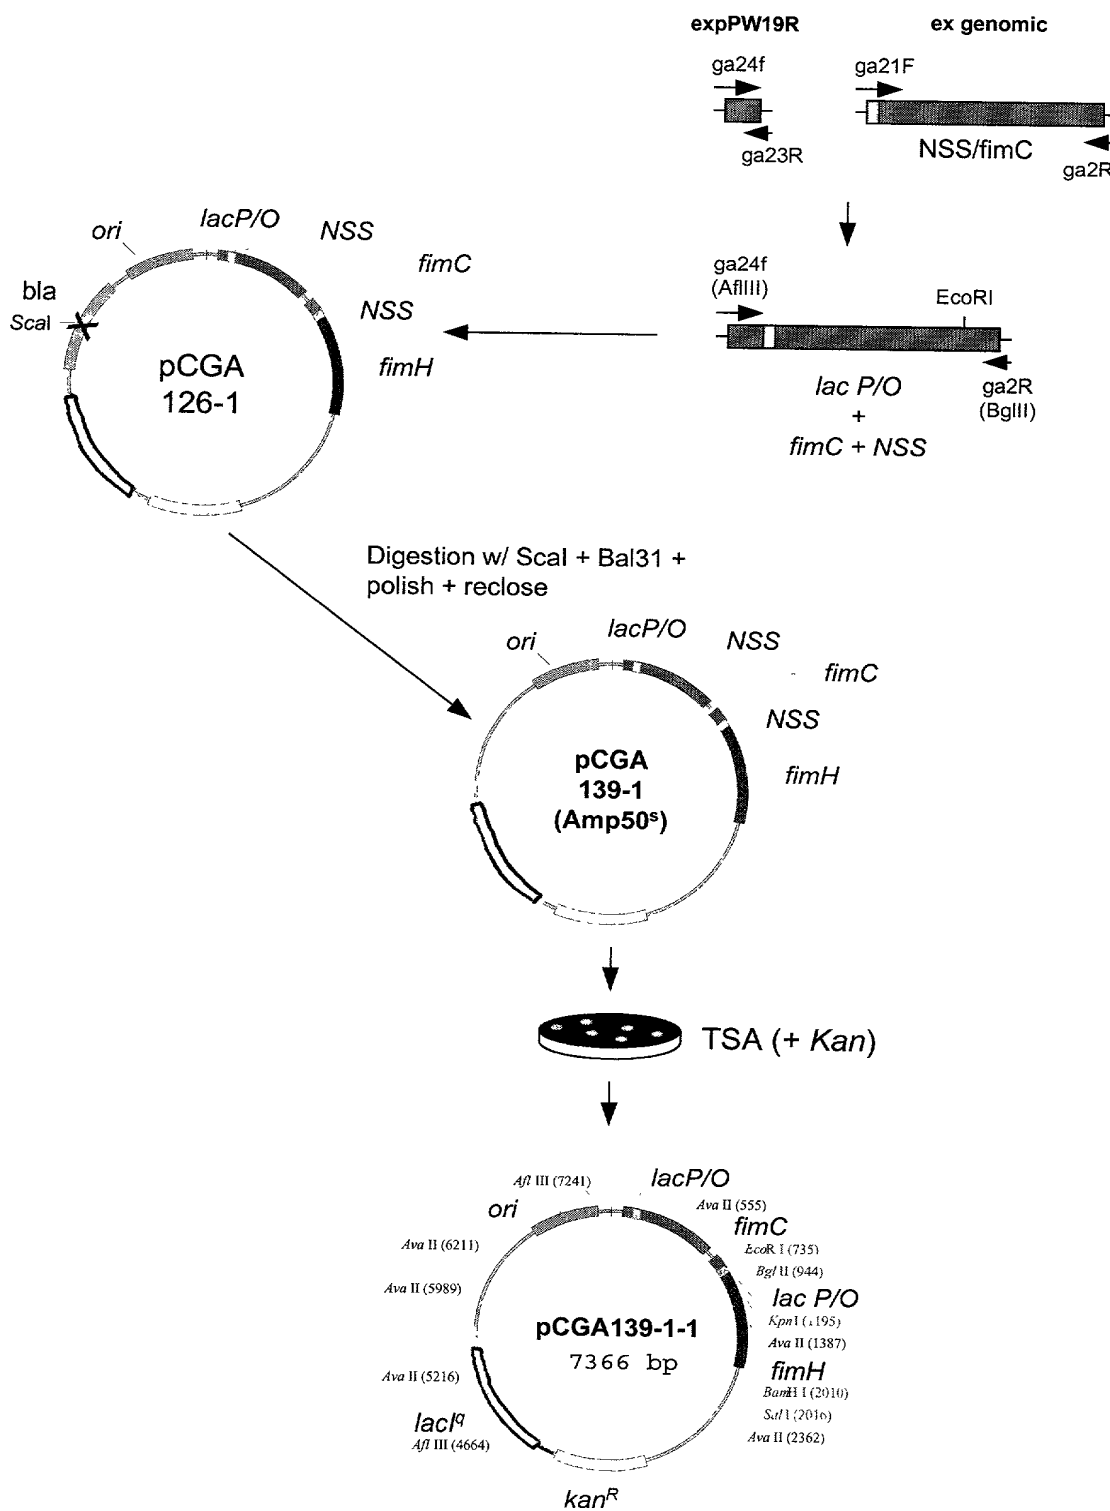 expPW19R
ex genomic
ga24f
ga21F
ga23R
NSS/fimC
ga2R
ga24f
(AflIII)
EcoRI
ga2R
(BglII)
lac P/O
+
fimC + NSS
lacP/O
NSS
ori
fimC
bla
NSS
ScaI
fimH
pCGA
126-1
Digestion w/ ScaI + Bal31 +
polish + reclose
lacP/O
NSS
ori
fimC
NSS
fimH
pCGA
139-1
(Amp50ˢ)
TSA (+ Kan)
Afl III (7241)
lacP/O
ori
Ava II (555)
fimC
Ava II (6211)
EcoR I (735)
Bgl II (944)
Ava II (5989)
lac P/O
Kpn I
pCGA139-1-1
7366 bp
Ava II (1387)
fimH
Ava II (5216)
BamH I (2010)
Sal I (2016)
lacIq
Ava II (2362)
Afl III (4664)
kanR